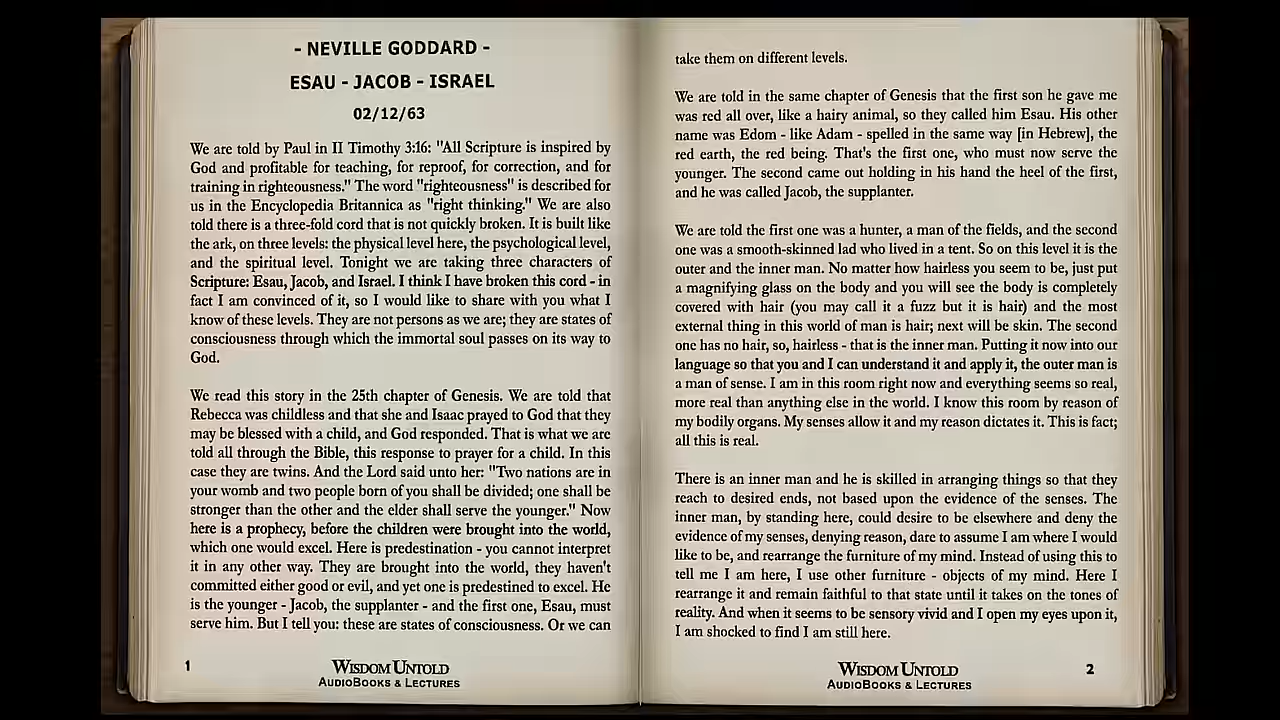 - NEVILLE GODDARD -
ESAU - JACOB - ISRAEL
02/12/63
We are told by Paul in II Timothy 3:16: "All Scripture is inspired by
God and profitable for teaching, for reproof, for correction, and for
training in righteousness." The word "righteousness" is described for
us in the Encyclopedia Britannica as "right thinking." We are also
told there is a three-fold cord that is not quickly broken. It is built like
the ark, on three levels: the physical level here, the psychological level,
and the spiritual level. Tonight we are taking three characters of
Scripture: Esau, Jacob, and Israel. I think I have broken this cord - in
fact I am convinced of it, so I would like to share with you what I
know of these levels. They are not persons as we are; they are states of
consciousness through which the immortal soul passes on its way to
God.
We read this story in the 25th chapter of Genesis. We are told that
Rebecca was childless and that she and Isaac prayed to God that they
may be blessed with a child, and God responded. That is what we are
told all through the Bible, this response to prayer for a child. In this
case they are twins. And the Lord said unto her: "Two nations are in
your womb and two people born of you shall be divided; one shall be
stronger than the other and the elder shall serve the younger." Now
here is a prophecy, before the children were brought into the world,
which one would excel. Here is predestination - you cannot interpret
it in any other way. They are brought into the world, they haven't
committed either good or evil, and yet one is predestined to excel. He
is the younger - Jacob, the supplanter - and the first one, Esau, must
serve him. But I tell you: these are states of consciousness. Or we can
1
WISDOM UNTOLD
AUDIOBOOKS & LECTURES
take them on different levels.
We are told in the same chapter of Genesis that the first son he gave me
was red all over, like a hairy animal, so they called him Esau. His other
name was Edom - like Adam - spelled in the same way [in Hebrew], the
red earth, the red being. That's the first one, who must now serve the
younger. The second came out holding in his hand the heel of the first,
and he was called Jacob, the supplanter.
We are told the first one was a hunter, a man of the fields, and the second
one was a smooth-skinned lad who lived in a tent. So on this level it is the
outer and the inner man. No matter how hairless you seem to be, just put
a magnifying glass on the body and you will see the body is completely
covered with hair (you may call it a fuzz but it is hair) and the most
external thing in this world of man is hair; next will be skin. The second
one has no hair, so, hairless - that is the inner man. Putting it now into our
language so that you and I can understand it and apply it, the outer man is
a man of sense. I am in this room right now and everything seems so real,
more real than anything else in the world. I know this room by reason of
my bodily organs. My senses allow it and my reason dictates it. This is fact;
all this is real.
There is an inner man and he is skilled in arranging things so that they
reach to desired ends, not based upon the evidence of the senses. The
inner man, by standing here, could desire to be elsewhere and deny the
evidence of my senses, denying reason, dare to assume I am where I would
like to be, and rearrange the furniture of my mind. Instead of using this to
tell me I am here, I use other furniture - objects of my mind. Here I
rearrange it and remain faithful to that state until it takes on the tones of
reality. And when it seems to be sensory vivid and I open my eyes upon it,
I am shocked to find I am still here.
WISDOM UNTOLD
AUDIOBOOKS & LECTURES
2